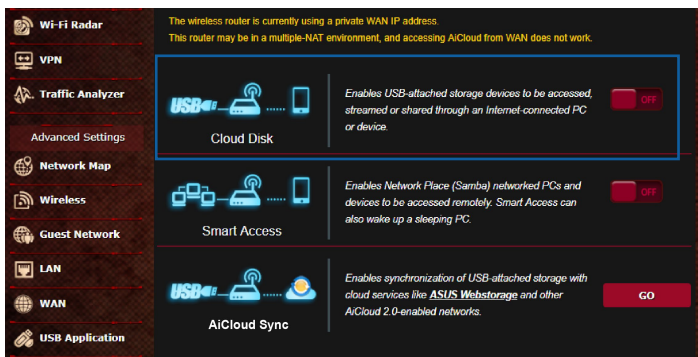 Wi-Fi Radar
VPN
Traffic Analyzer
Advanced Settings
Network Map
Wireless
Guest Network
LAN
WAN
USB Application
The wireless router is currently using a private WAN IP address.
This router may be in a multiple-NAT environment, and accessing AiCloud from WAN does not work.
USB
Cloud Disk
Enables USB-attached storage devices to be accessed,
streamed or shared through an Internet-connected PC
or device.
OFF
Smart Access
Enables Network Place (Samba) networked PCs and
devices to be accessed remotely. Smart Access can
also wake up a sleeping PC.
OFF
USB
AiCloud Sync
Enables synchronization of USB-attached storage with
cloud services like ASUS Webstorage and other
AiCloud 2.0-enabled networks.
GO